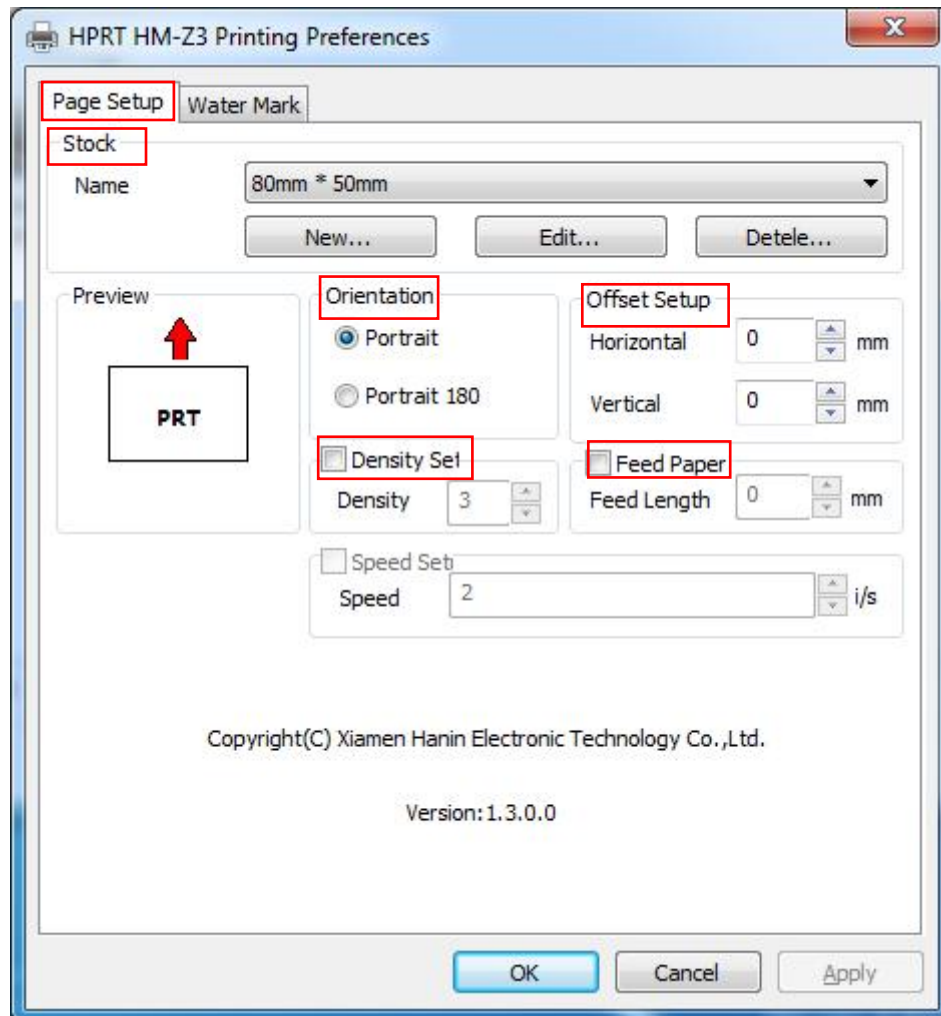 HPRT HM-Z3 Printing Preferences
Page Setup
Water Mark
Stock
Name
80mm * 50mm
New...
Edit...
Detele...
Preview
PRT
Orientation
Portrait
Portrait 180
Offset Setup
Horizontal 0 mm
Vertical 0 mm
Density Set
Density 3
Feed Paper
Feed Length 0 mm
Speed Set
Speed 2 i/s
Copyright(C) Xiamen Hanin Electronic Technology Co.,Ltd.
Version:1.3.0.0
OK
Cancel
Apply